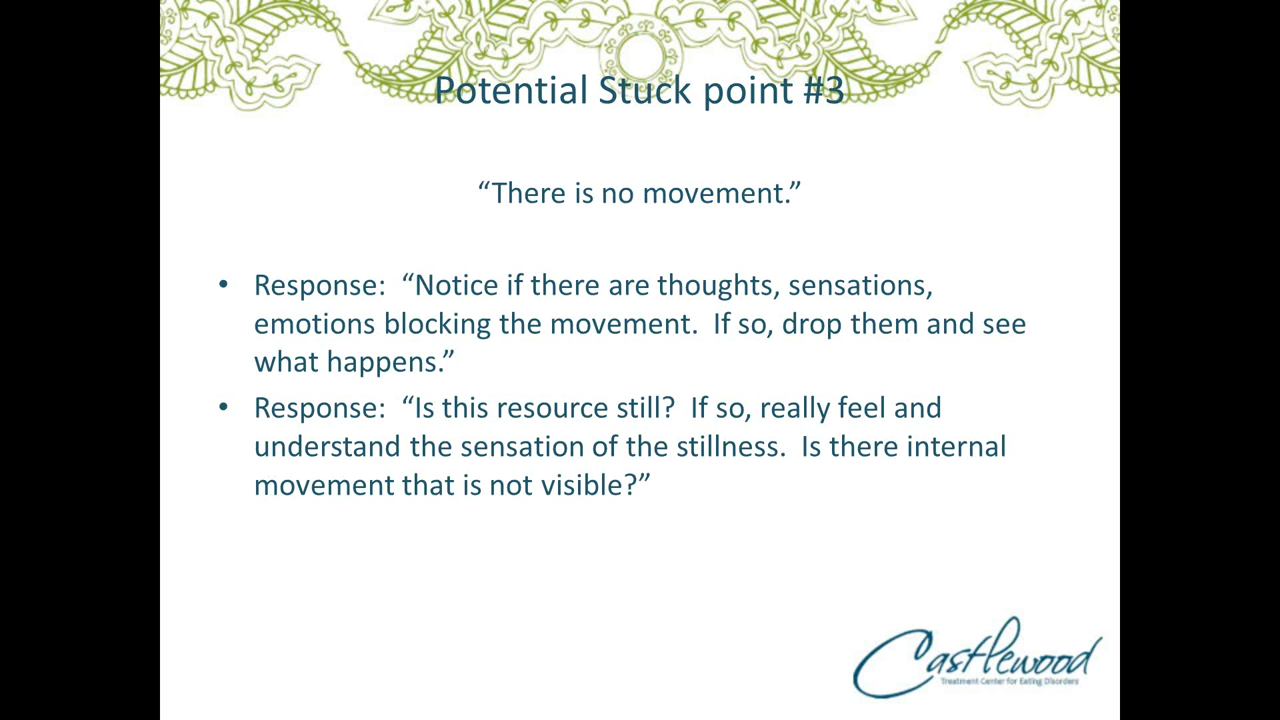 Potential Stuck point #3
“There is no movement.”
• Response:  “Notice if there are thoughts, sensations,
emotions blocking the movement.  If so, drop them and see
what happens.”
• Response:  “Is this resource still?  If so, really feel and
understand the sensation of the stillness.  Is there internal
movement that is not visible?”
Castlewood
Treatment Center for Eating Disorders